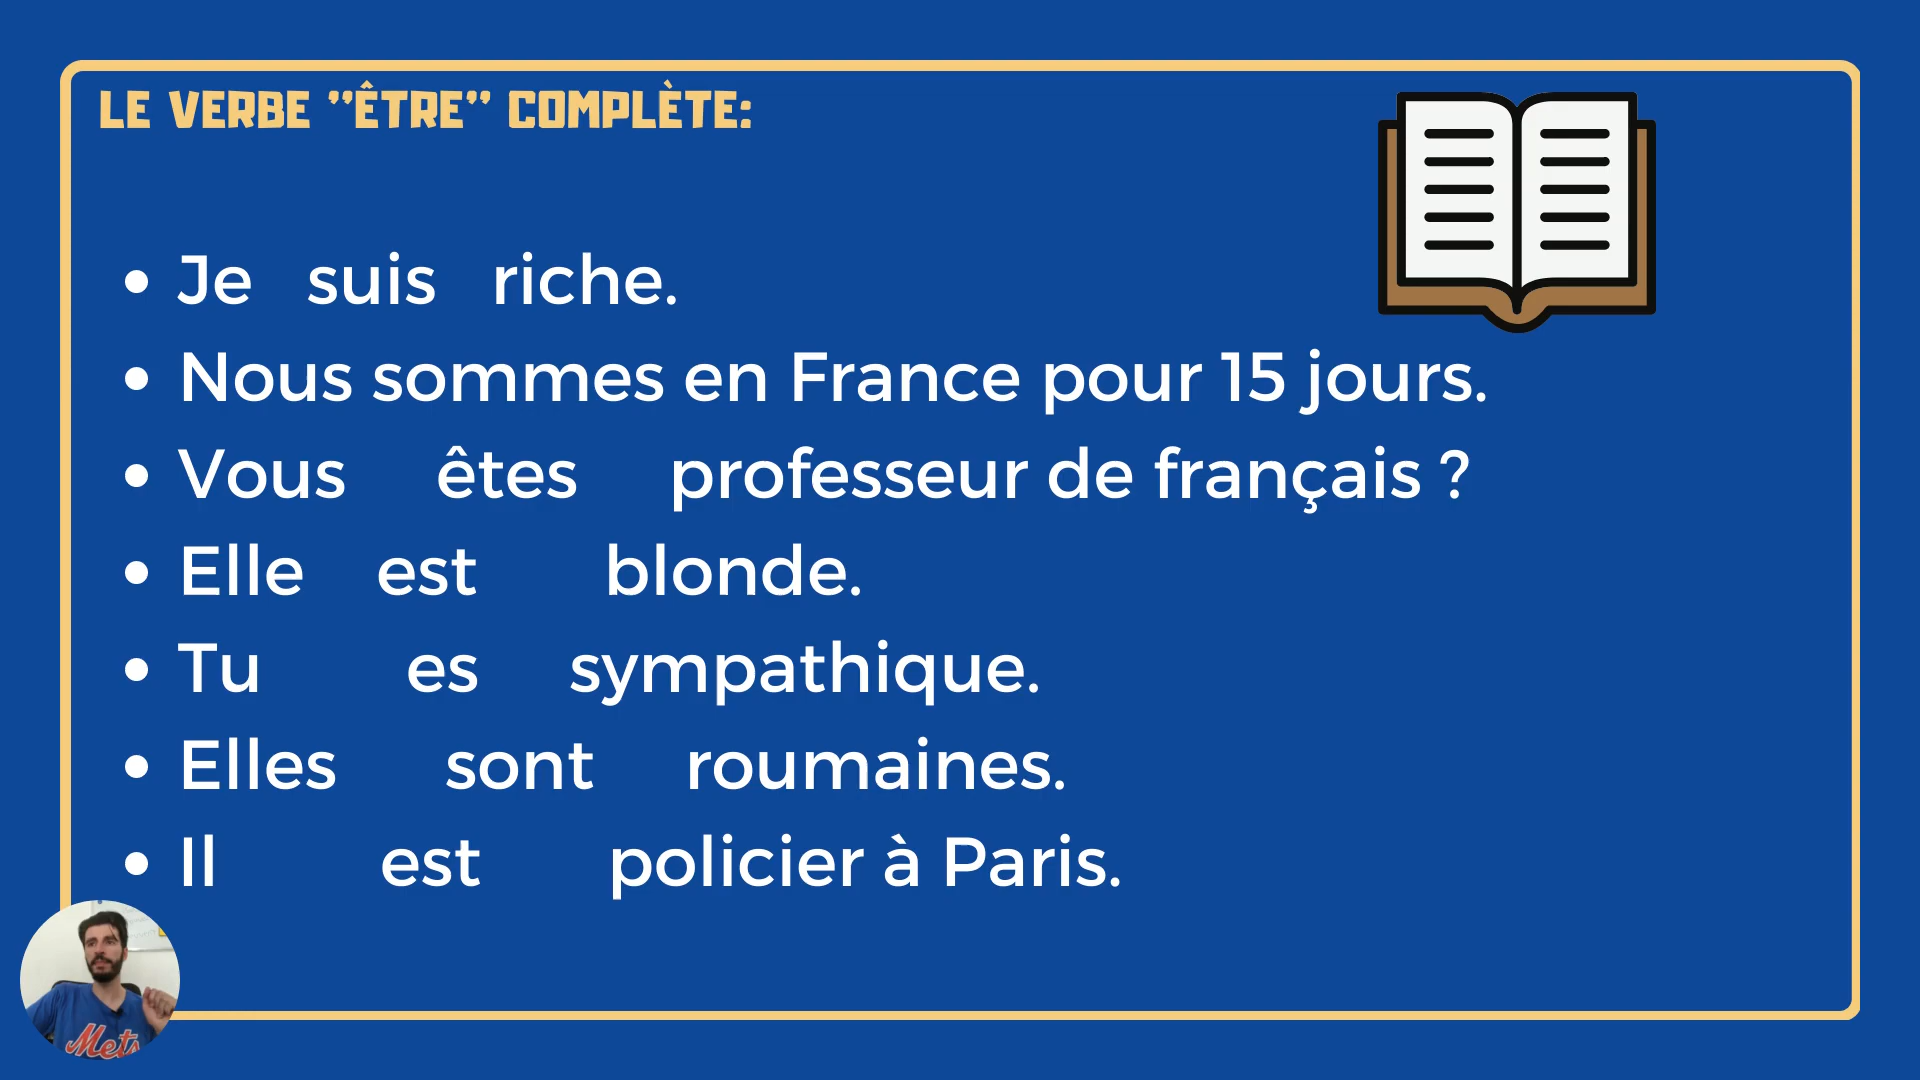 LE VERBE "ÊTRE" COMPLÈTE:
Je suis riche.
Nous sommes en France pour 15 jours.
Vous êtes professeur de français ?
Elle est blonde.
Tu es sympathique.
Elles sont roumaines.
Il est policier à Paris.
Mets